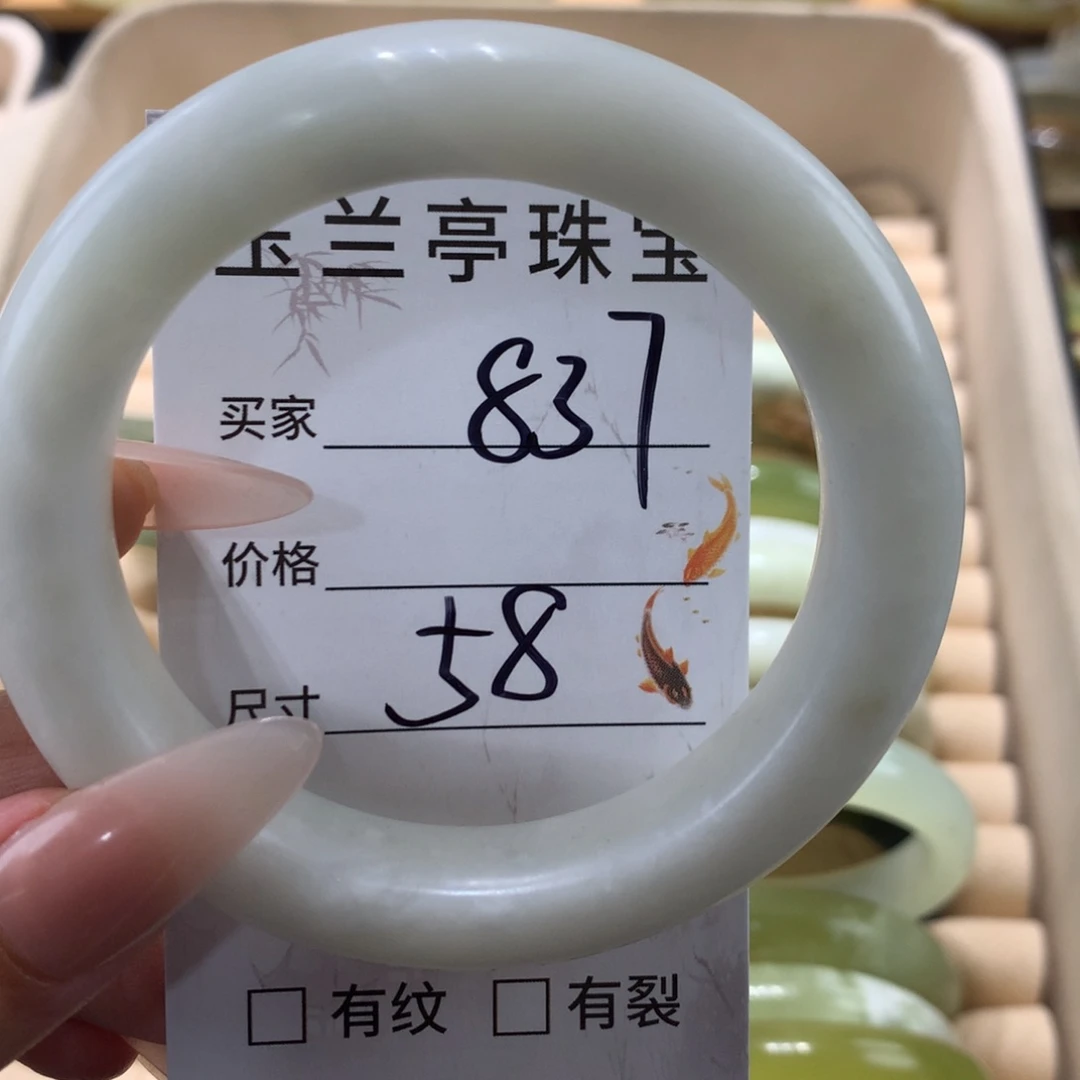 玉兰亭珠宝
买家 837
价格
尺寸 58
□ 有纹 □ 有裂